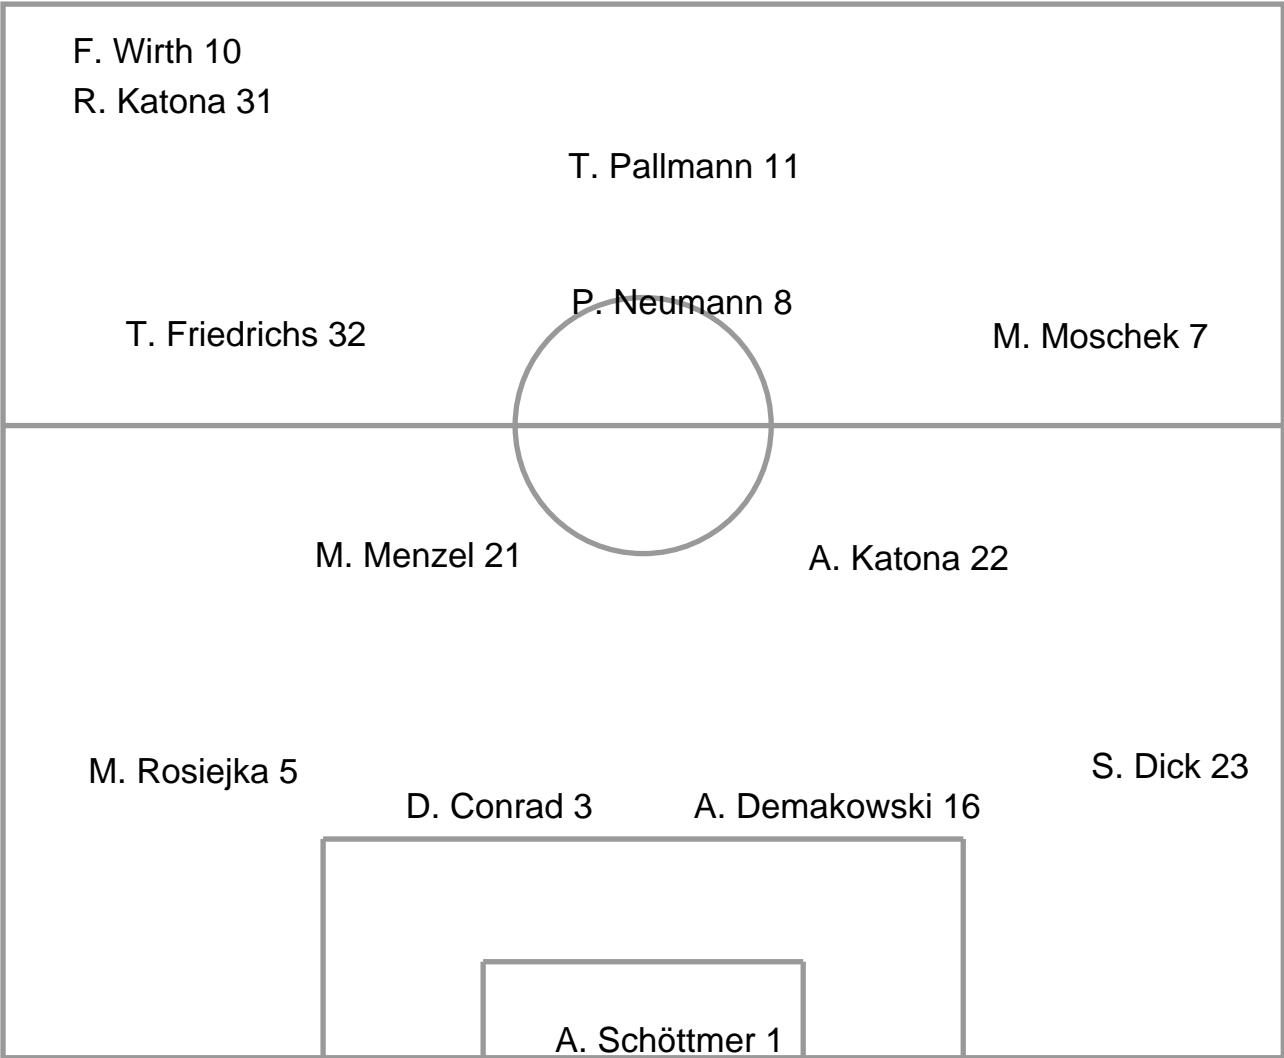 F. Wirth 10
R. Katona 31
T. Pallmann 11
P. Neumann 8
T. Friedrichs 32
M. Moschek 7
M. Menzel 21
A. Katona 22
M. Rosiejka 5
S. Dick 23
D. Conrad 3
A. Demakowski 16
A. Schöttmer 1